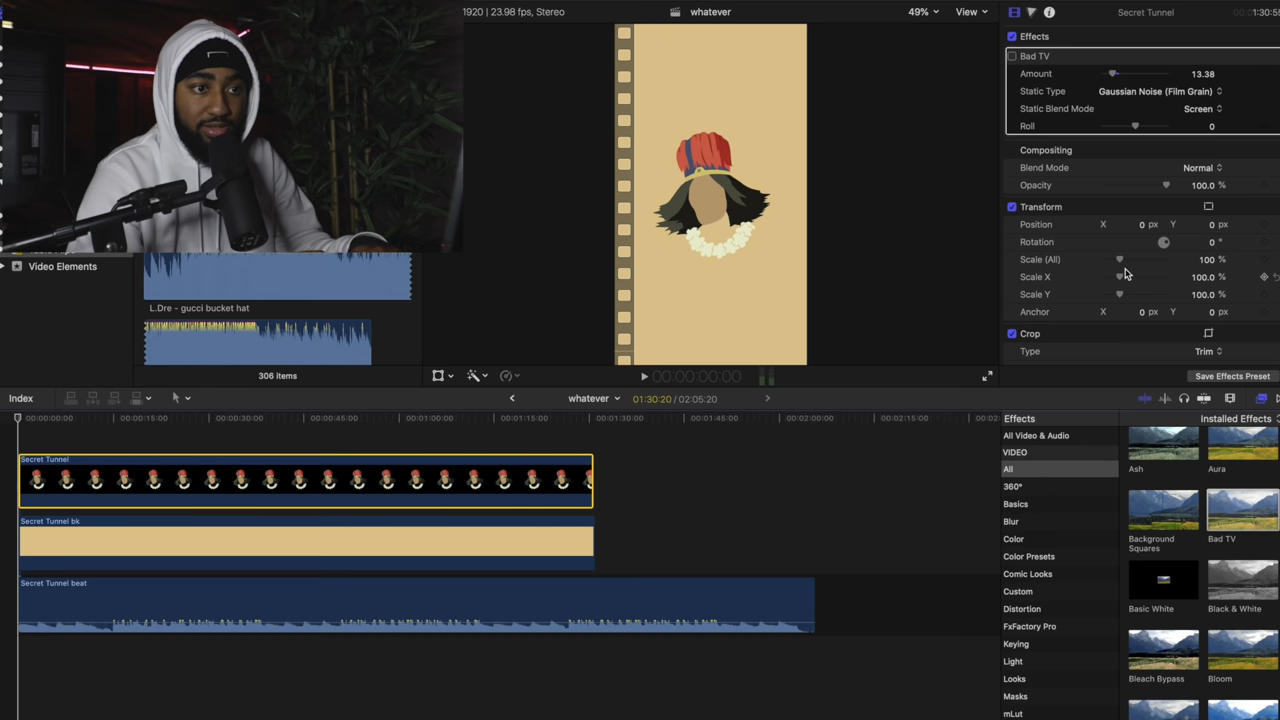 1920 | 23.98 fps, Stereo
whatever
49%
View
Secret Tunnel
1:30:55
Effects
Bad TV
Amount
13.38
Static Type
Gaussian Noise (Film Grain)
Static Blend Mode
Screen
Roll
0
Compositing
Blend Mode
Normal
Opacity
100.0 %
Transform
Position
X 0 px Y 0 px
Rotation
0 °
Scale (All)
100 %
Scale X
100.0 %
Scale Y
100.0 %
Anchor
X 0 px Y 0 px
Crop
Type
Trim
Save Effects Preset
Video Elements
L.Dre - gucci bucket hat
306 items
00:00:00:00
Index
whatever
01:30:20 / 02:05:20
00:00:00:00
00:00:15:00
00:00:30:00
00:00:45:00
00:01:00:00
00:01:15:00
00:01:30:00
00:01:45:00
00:02:00:00
00:02:15:00
Secret Tunnel
Secret Tunnel bk
Secret Tunnel beat
Effects
Installed Effects
All Video & Audio
VIDEO
All
360°
Basics
Blur
Color
Color Presets
Comic Looks
Custom
Distortion
FxFactory Pro
Keying
Light
Looks
Masks
mLut
Ash
Aura
Background
Squares
Bad TV
Basic White
Black & White
Bleach Bypass
Bloom